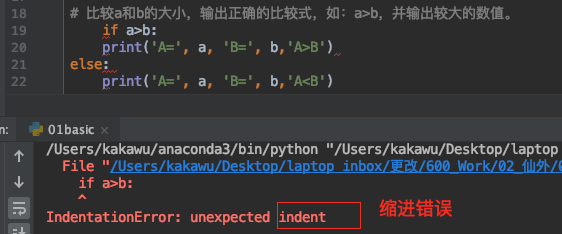 18 # 比较a和b的大小，输出正确的比较式，如：a>b，并输出较大的数值。
19 if a>b:
20 print('A=', a, 'B=', b,'A>B')
21 else:
22 print('A=', a, 'B=', b,'A<B')
n: 01basic ×
/Users/kakawu/anaconda3/bin/python "/Users/kakawu/Desktop/laptop
File "/Users/kakawu/Desktop/laptop inbox/更改/600_Work/02_仙外/0
if a>b:
^
IndentationError: unexpected indent 缩进错误